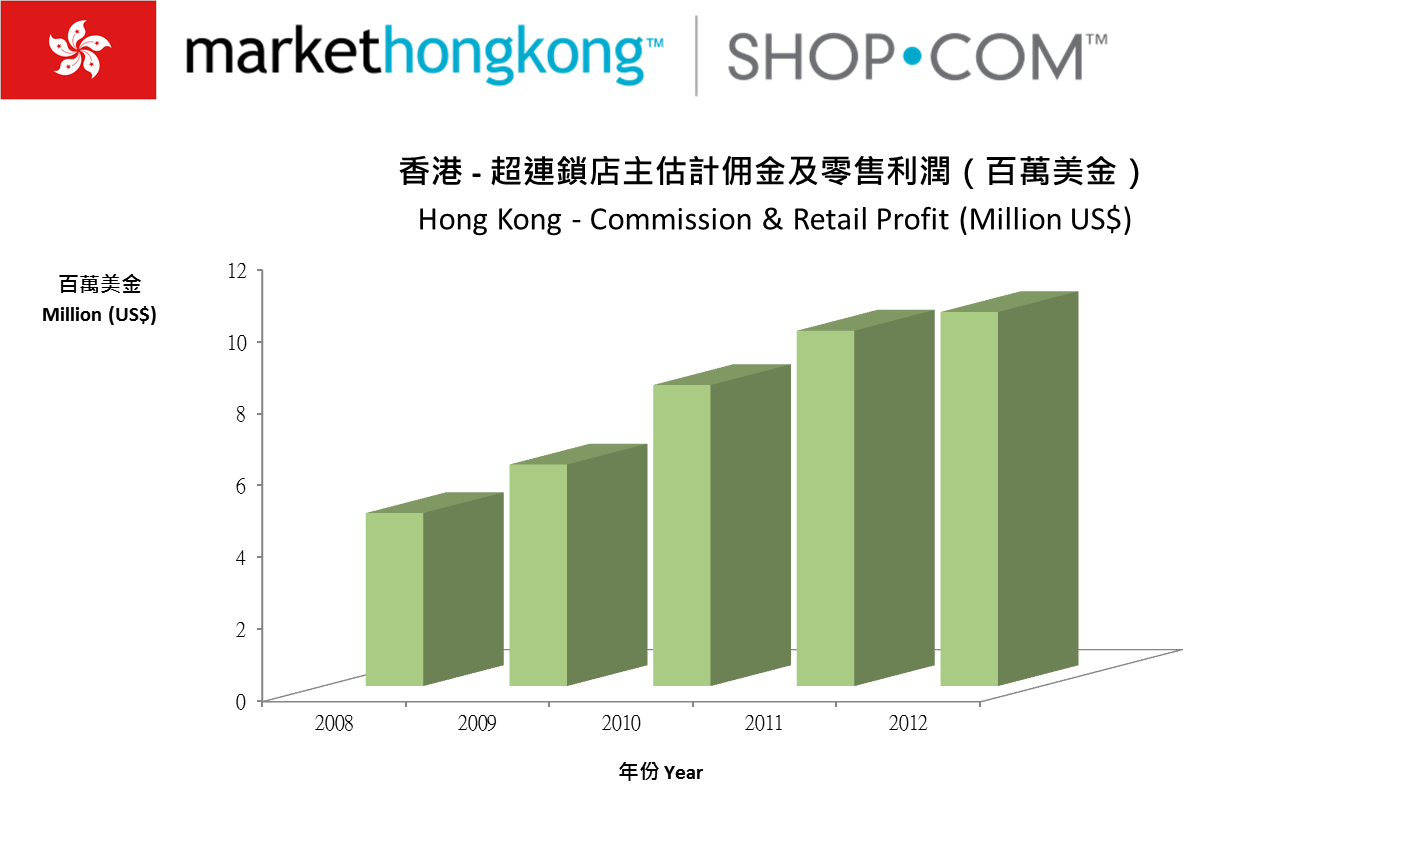 markethongkong™ | SHOP•COM™
香港 - 超連鎖店主估計佣金及零售利潤（百萬美金）
Hong Kong - Commission & Retail Profit (Million US$)
百萬美金
Million (US$)
12
10
8
6
4
2
0
2008 2009 2010 2011 2012
年份 Year